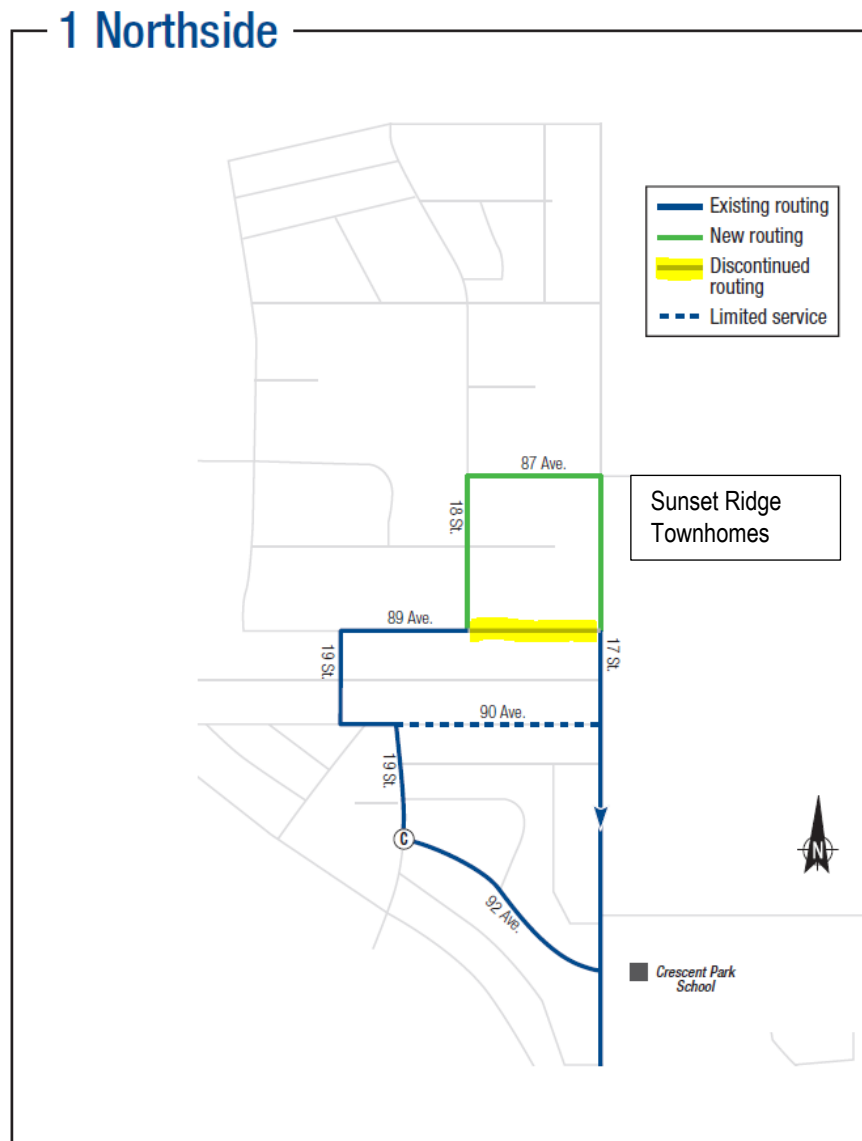 1 Northside
Existing routing
New routing
Discontinued
routing
Limited service
87 Ave.
18 St.
Sunset Ridge
Townhomes
89 Ave.
19 St.
17 St.
90 Ave.
19 St.
C
92 Ave.
N
Crescent Park
School